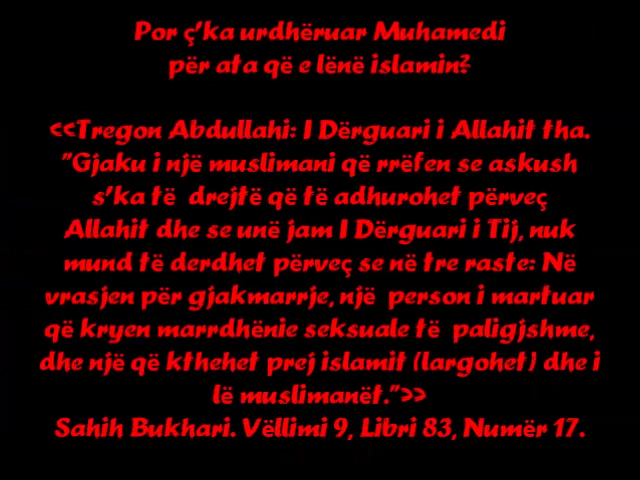 Por ç'ka urdhëruar Muhamedi
për ata që e lënë islamin?
<<Tregon Abdullahi: I Dërguari i Allahit tha.
"Gjaku i një muslimani që rrëfen se askush
s'ka të drejtë që të adhurohet përveç
Allahit dhe se unë jam I Dërguari i Tij, nuk
mund të derdhet përveç se në tre raste: Në
vrasjen për gjakmarrje, një person i martuar
që kryen marrdhënie seksuale të paligjshme,
dhe një që kthehet prej islamit (largohet) dhe i
lë muslimanët.">>
Sahih Bukhari. Vëllimi 9, Libri 83, Numër 17.